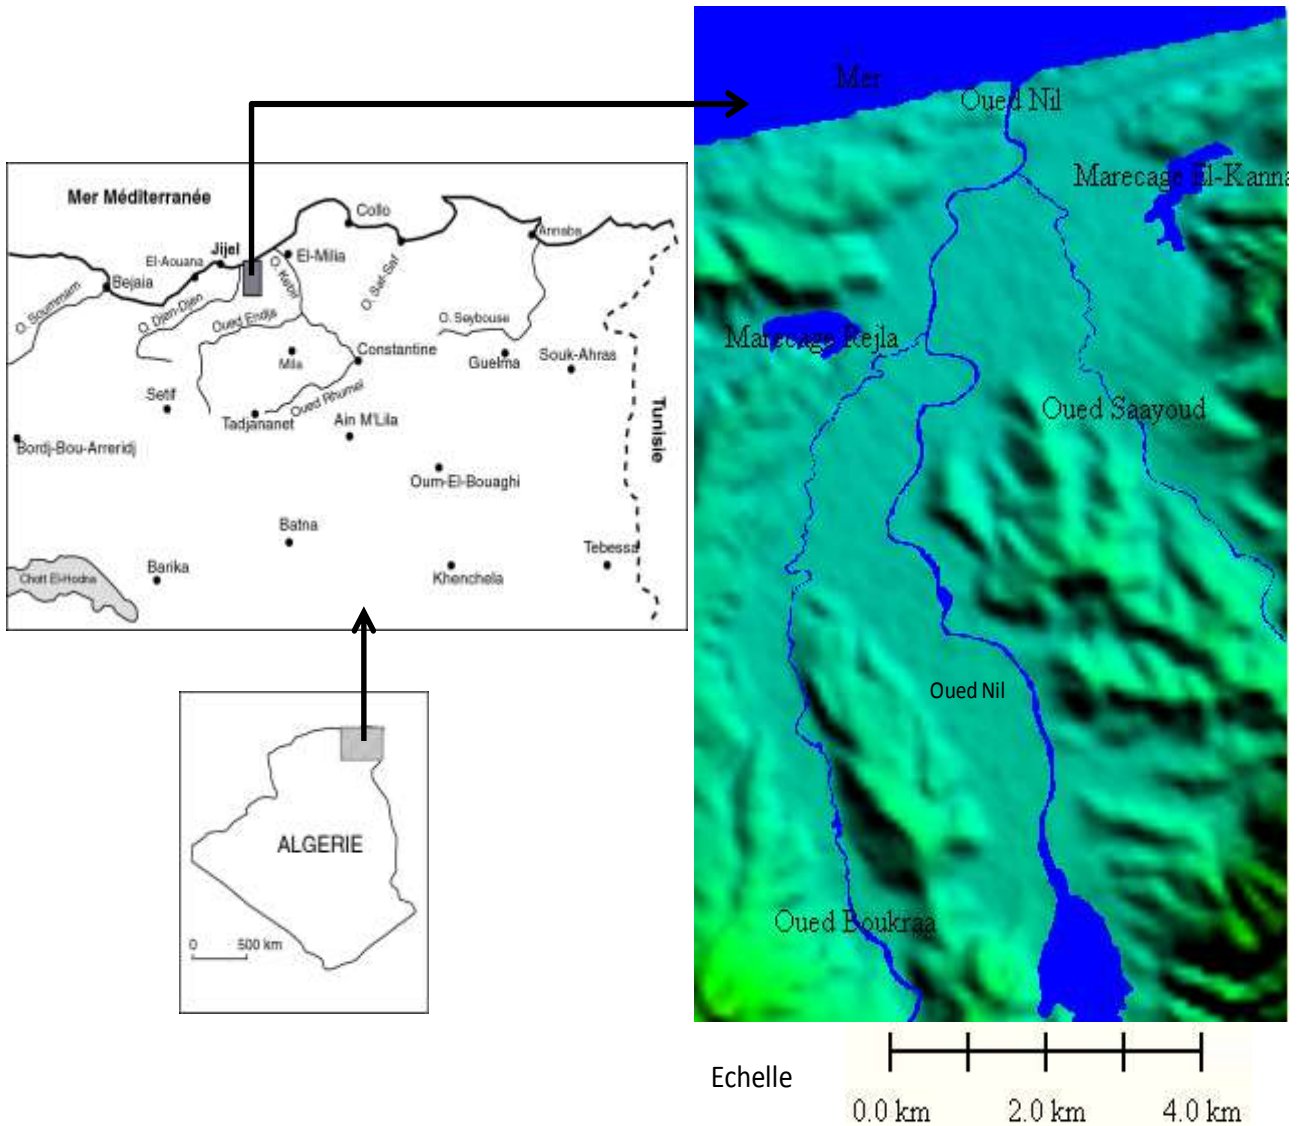 Mer Méditerranée
Collo
Annaba
Jijel
El-Aouana
El-Milia
Bejaia
O. Kebir
O. Saf-Saf
O. Soummam
O. Djen-Djen
Oued Endja
O. Seybouse
Mila
Constantine
Guelma
Souk-Ahras
Setif
Oued Rhumel
Tadjananet
Ain M'Lila
Tunisie
Bordj-Bou-Arreridj
Oum-El-Bouaghi
Batna
Tebessa
Barika
Khenchela
Chott El-Hodna
ALGERIE
0 500 km
Mer
Oued Nil
Marecage El-Kanna
Marecage Rejla
Oued Saayoud
Oued Nil
Oued Boukraa
Echelle
0.0 km 2.0 km 4.0 km